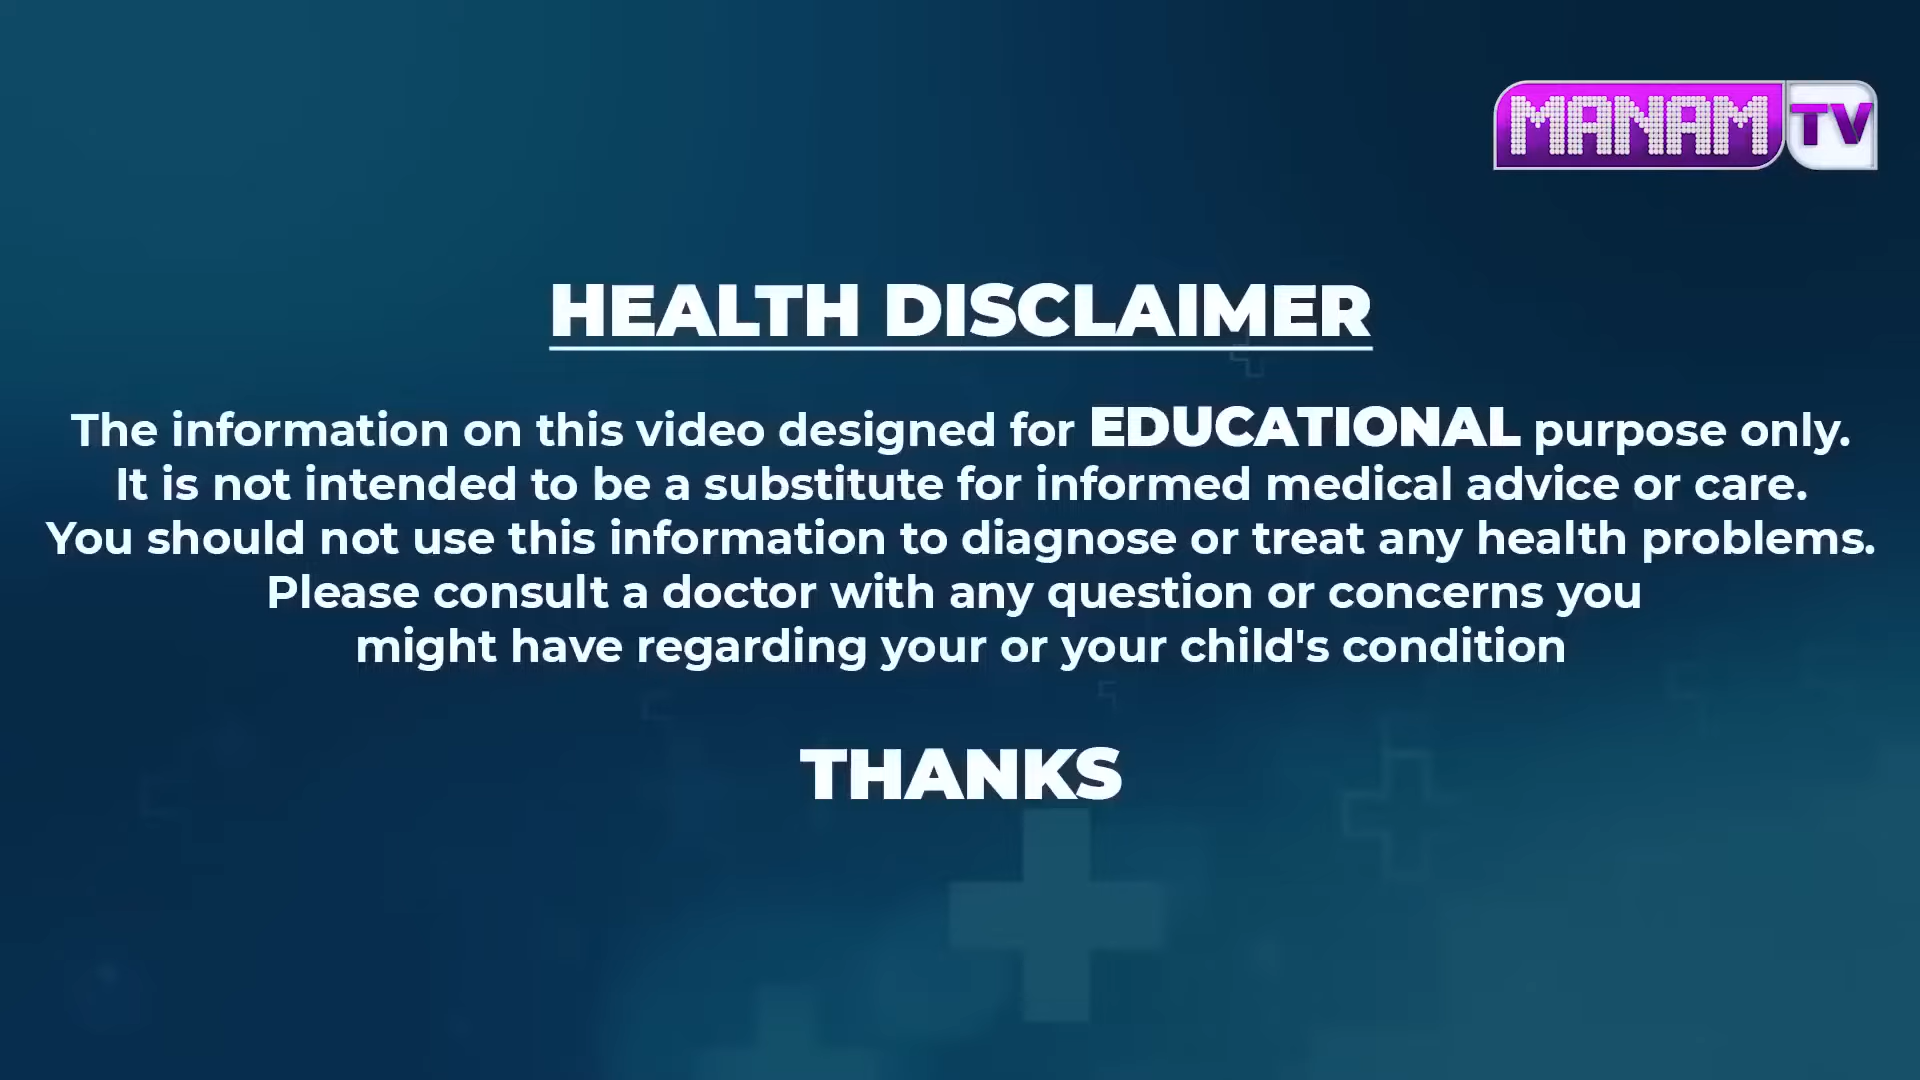 MANAM TV
HEALTH DISCLAIMER
The information on this video designed for EDUCATIONAL purpose only.
It is not intended to be a substitute for informed medical advice or care.
You should not use this information to diagnose or treat any health problems.
Please consult a doctor with any question or concerns you
might have regarding your or your child's condition
THANKS